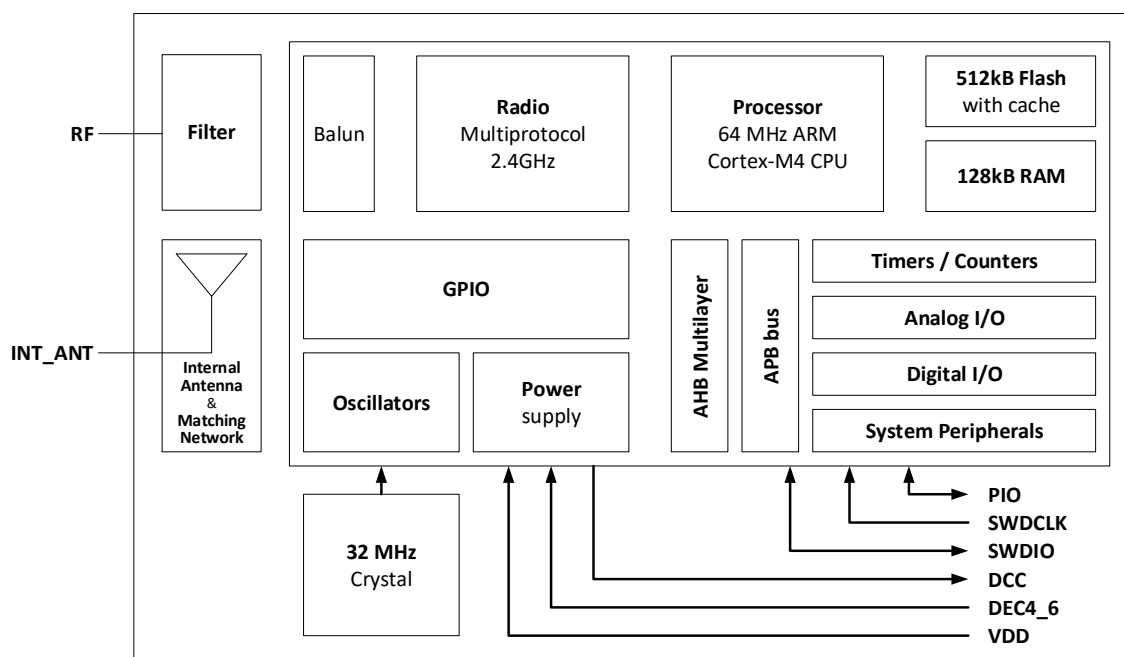 RF
Filter
Balun
Radio
Multiprotocol
2.4GHz
Processor
64 MHz ARM
Cortex-M4 CPU
512kB Flash
with cache
128kB RAM
INT_ANT
Internal
Antenna
&
Matching
Network
GPIO
Oscillators
Power
supply
AHB Multilayer
APB bus
Timers / Counters
Analog I/O
Digital I/O
System Peripherals
32 MHz
Crystal
PIO
SWDCLK
SWDIO
DCC
DEC4_6
VDD